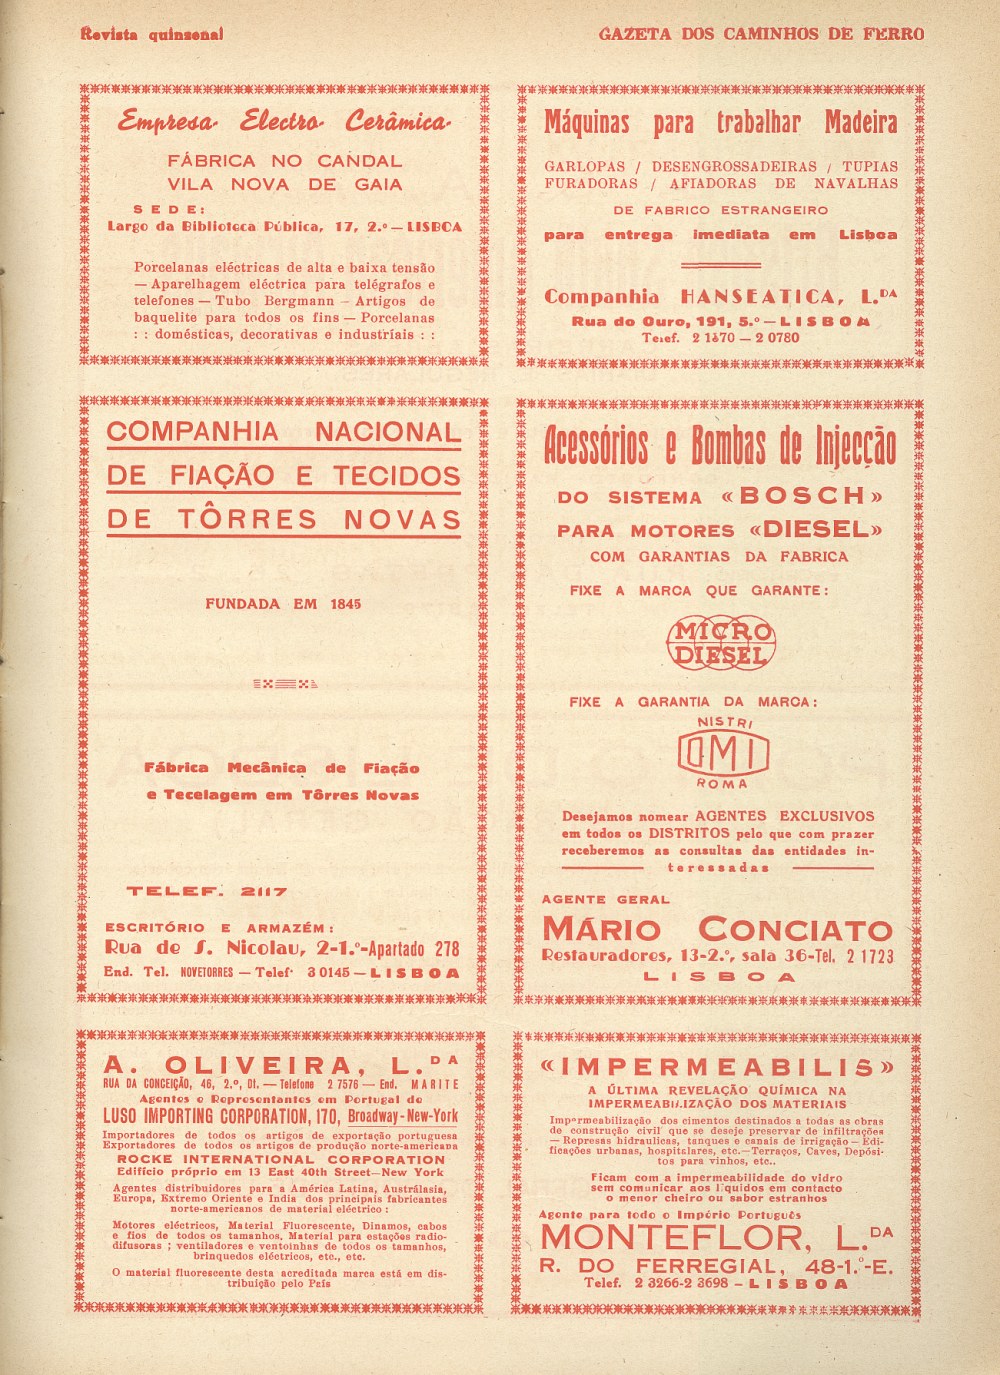 Revista quinzenal
GAZETA DOS CAMINHOS DE FERRO
Empresa Electro Cerâmica
FÁBRICA NO CANDAL
VILA NOVA DE GAIA
SEDE:
Largo da Biblioteca Pública, 17, 2.º — LISBOA
Porcelanas eléctricas de alta e baixa tensão
— Aparelhagem eléctrica para telégrafos e
telefones — Tubo Bergmann — Artigos de
baquelite para todos os fins — Porcelanas
: : domésticas, decorativas e industríais : :
Máquinas para trabalhar Madeira
GARLOPAS / DESENGROSSADEIRAS / TUPIAS
FURADORAS / AFIADORAS DE NAVALHAS
DE FABRICO ESTRANGEIRO
para entrega imediata em Lisboa
Companhia HANSEATICA, L.DA
Rua do Ouro, 191, 5.º — LISBOA
Telef. 2 1870 — 2 0780
COMPANHIA NACIONAL
DE FIAÇÃO E TECIDOS
DE TÔRRES NOVAS
FUNDADA EM 1845
Fábrica Mecânica de Fiação
e Tecelagem em Tôrres Novas
TELEF. 2117
ESCRITÓRIO E ARMAZÉM:
Rua de S. Nicolau, 2-1.º-Apartado 278
End. Tel. NOVETORRES — Telef. 3 0145 — LISBOA
Acessórios e Bombas de Injecção
DO SISTEMA «BOSCH»
PARA MOTORES «DIESEL»
COM GARANTIAS DA FABRICA
FIXE A MARCA QUE GARANTE:
MICRO
DIESEL
FIXE A GARANTIA DA MARCA:
NISTRI
OMI
ROMA
Desejamos nomear AGENTES EXCLUSIVOS
em todos os DISTRITOS pelo que com prazer
receberemos as consultas das entidades in-
teressadas
AGENTE GERAL
MÁRIO CONCIATO
Restauradores, 13-2.º, sala 36-Tel. 2 1723
LISBOA
A. OLIVEIRA, L.DA
RUA DA CONCEIÇÃO, 46, 2.º, Dt. — Telefone 2 7576 — End. MARITE
Agentes e Representantes em Portugal de
LUSO IMPORTING CORPORATION, 170, Broadway-New-York
Importadores de todos os artigos de exportação portuguesa
Exportadores de todos os artigos de produção norte-americana
ROCKE INTERNATIONAL CORPORATION
Edifício próprio em 13 East 40th Street—New York
Agentes distribuidores para a América Latina, Austrálasia,
Europa, Extremo Oriente e Índia dos principais fabricantes
norte-americanos de material eléctrico :
Motores eléctricos, Material Fluorescente, Dínamos, cabos
e fios de todos os tamanhos, Material para estações radio-
difusoras ; ventiladores e ventoinhas de todos os tamanhos,
brinquedos eléctricos, etc., etc.
O material fluorescente desta acreditada marca está em dis-
tribuição pelo País
«IMPERMEABILIS»
A ÚLTIMA REVELAÇÃO QUÍMICA NA
IMPERMEABILIZAÇÃO DOS MATERIAIS
Impermeabilização dos cimentos destinados a todas as obras
de construção civil que se deseje preservar de infiltrações
— Represas hidraulicas, tanques e canais de irrigação — Edi-
ficações urbanas, hospitalares, etc.—Terraços, Caves, Depósi-
tos para vinhos, etc..
Ficam com a impermeabilidade do vidro
sem comunicar aos líquidos em contacto
o menor cheiro ou sabor estranhos
Agente para todo o Império Português
MONTEFLOR, L.DA
R. DO FERREGIAL, 48-1.º-E.
Telef. 2 3266-2 3698 - LISBOA